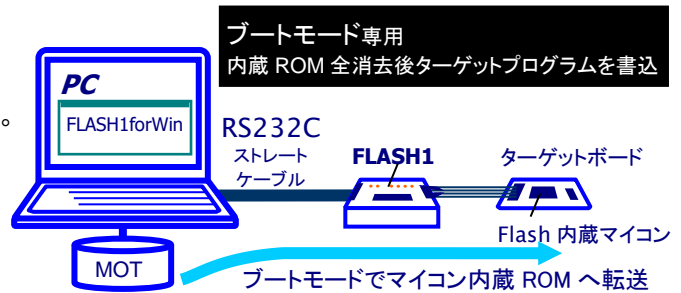 ブートモード専用
内蔵 ROM 全消去後ターゲットプログラムを書込
PC
。
FLASH1forWin
RS232C
ストレート
ケーブル
FLASH1
ターゲットボード
Flash 内蔵マイコン
MOT
ブートモードでマイコン内蔵 ROM へ転送